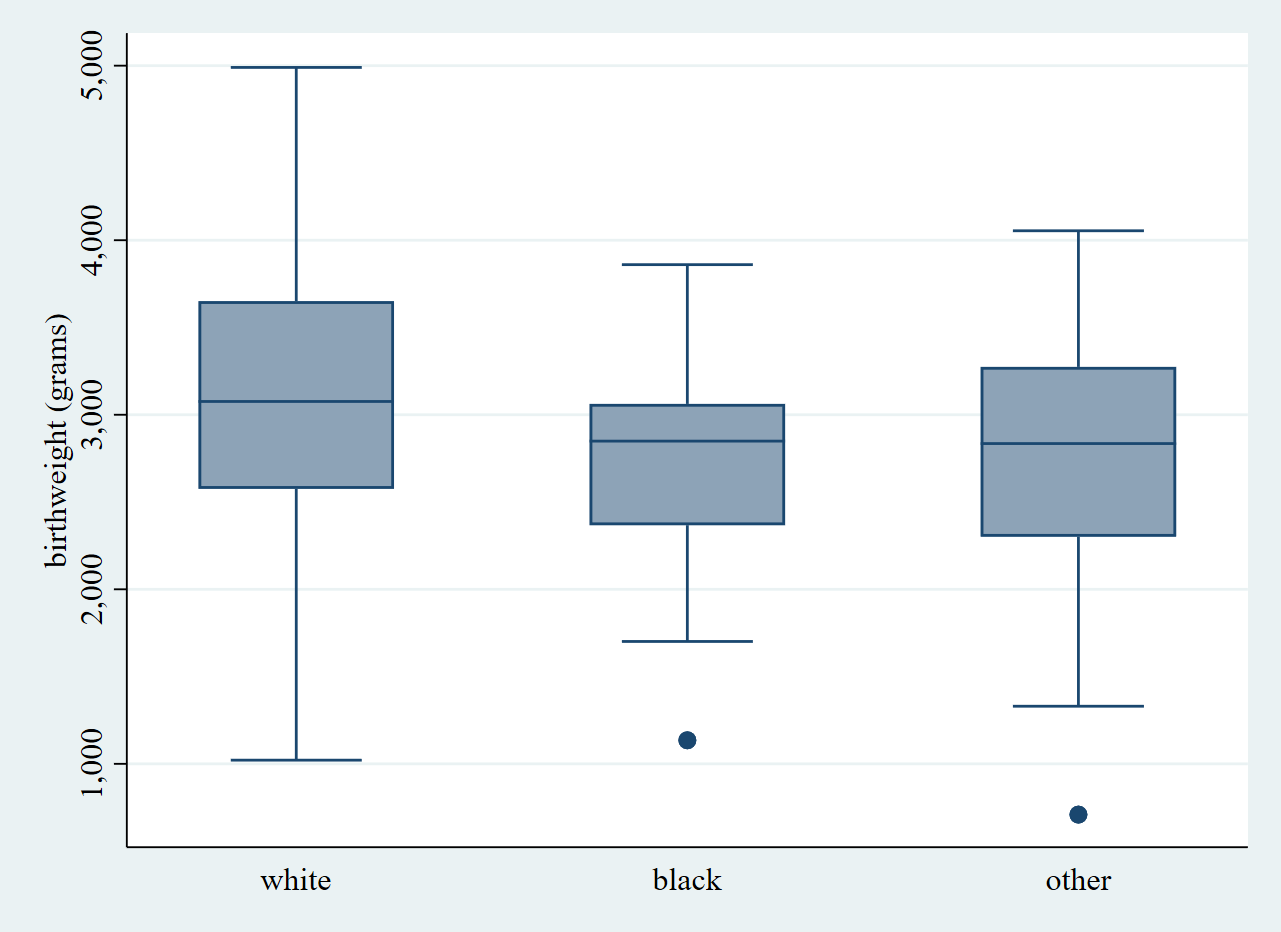 birthweight (grams)
5,000
4,000
3,000
2,000
1,000
white
black
other